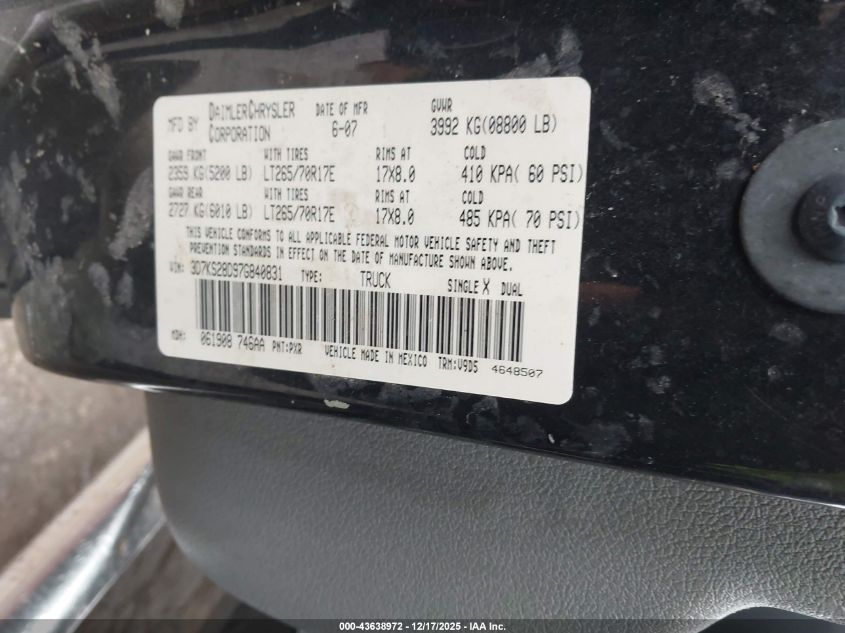 MFD BY DAIMLERCHRYSLER CORPORATION DATE OF MFR 6-07 GVWR 3992 KG(08800 LB)
GAWR FRONT WITH TIRES RIMS AT COLD
2359 KG(5200 LB) LT265/70R17E 17X8.0 410 KPA( 60 PSI)
GAWR REAR WITH TIRES RIMS AT COLD
2727 KG(6010 LB) LT265/70R17E 17X8.0 485 KPA( 70 PSI)
THIS VEHICLE CONFORMS TO ALL APPLICABLE FEDERAL MOTOR VEHICLE SAFETY AND THEFT
PREVENTION STANDARDS IN EFFECT ON THE DATE OF MANUFACTURE SHOWN ABOVE.
VIN: 3D7KS28D97G840831 TYPE: TRUCK SINGLE X DUAL
MDH: 061908 746AA PNT:PXR VEHICLE MADE IN MEXICO TRM:V9D5 4648507
000-43638972 - 12/17/2025 - IAA Inc.